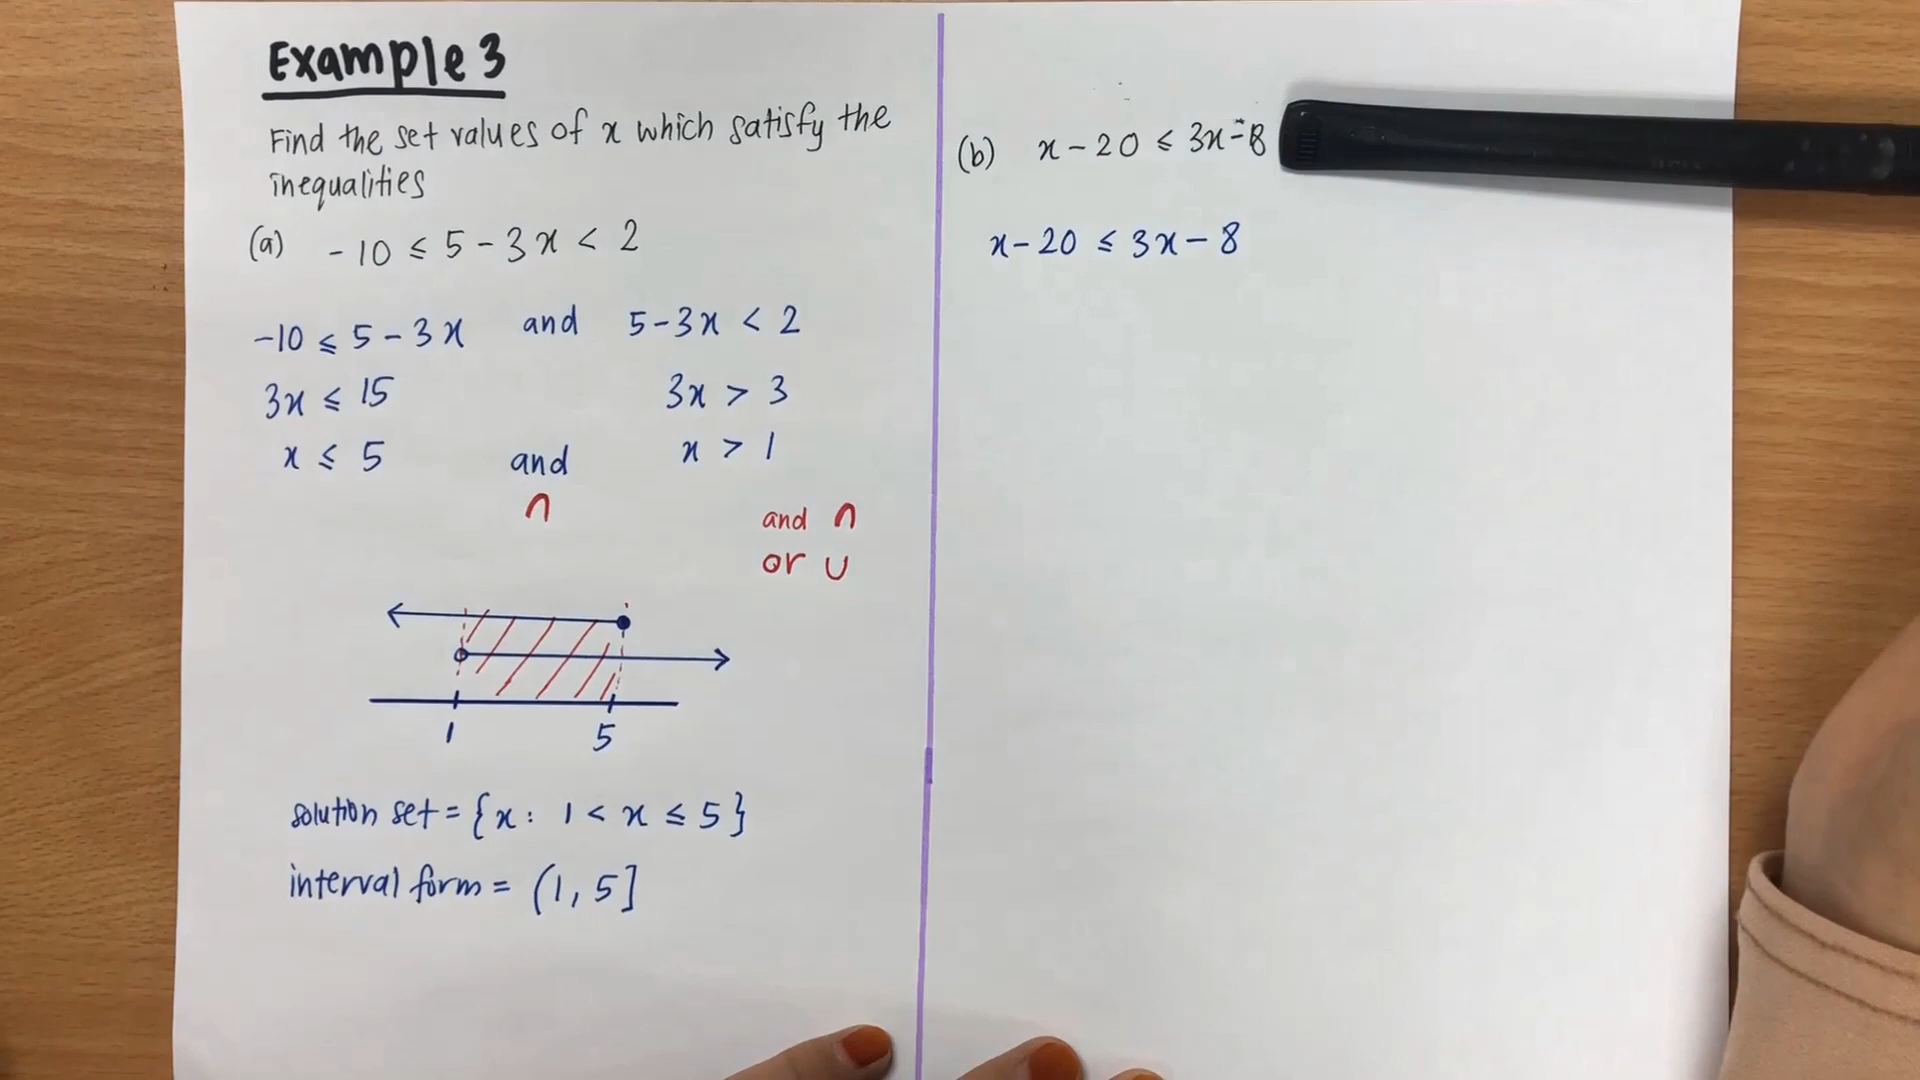 Example 3
Find the set values of x which satisfy the
inequalities
(a) -10 ≤ 5 - 3x < 2
-10 ≤ 5 - 3x and 5 - 3x < 2
3x ≤ 15 3x > 3
x ≤ 5 and x > 1
∩
and ∩
or ∪
1 5
solution set = {x : 1 < x ≤ 5}
interval form = (1, 5]
(b) x - 20 ≤ 3x - 8
x - 20 ≤ 3x - 8